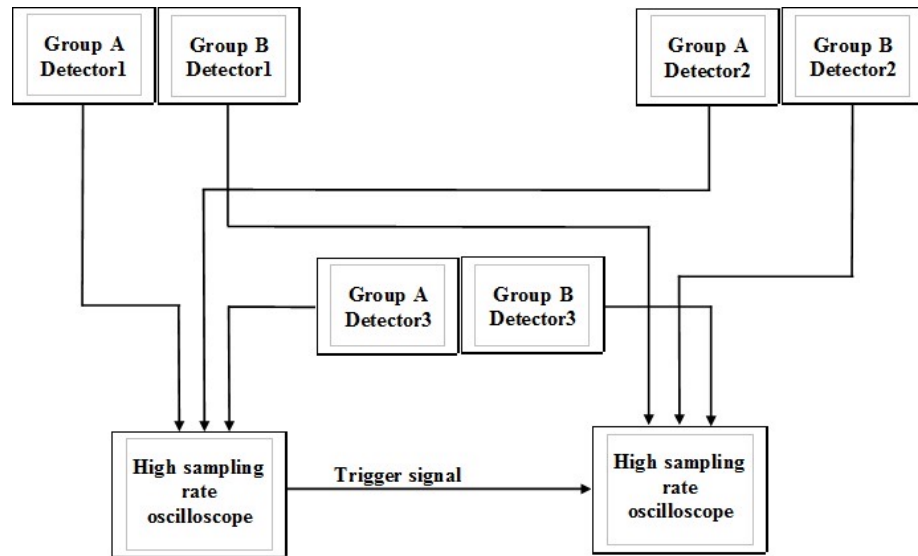 Group A
Detector1
Group B
Detector1
Group A
Detector2
Group B
Detector2
Group A
Detector3
Group B
Detector3
High sampling
rate
oscilloscope
Trigger signal
High sampling
rate
oscilloscope